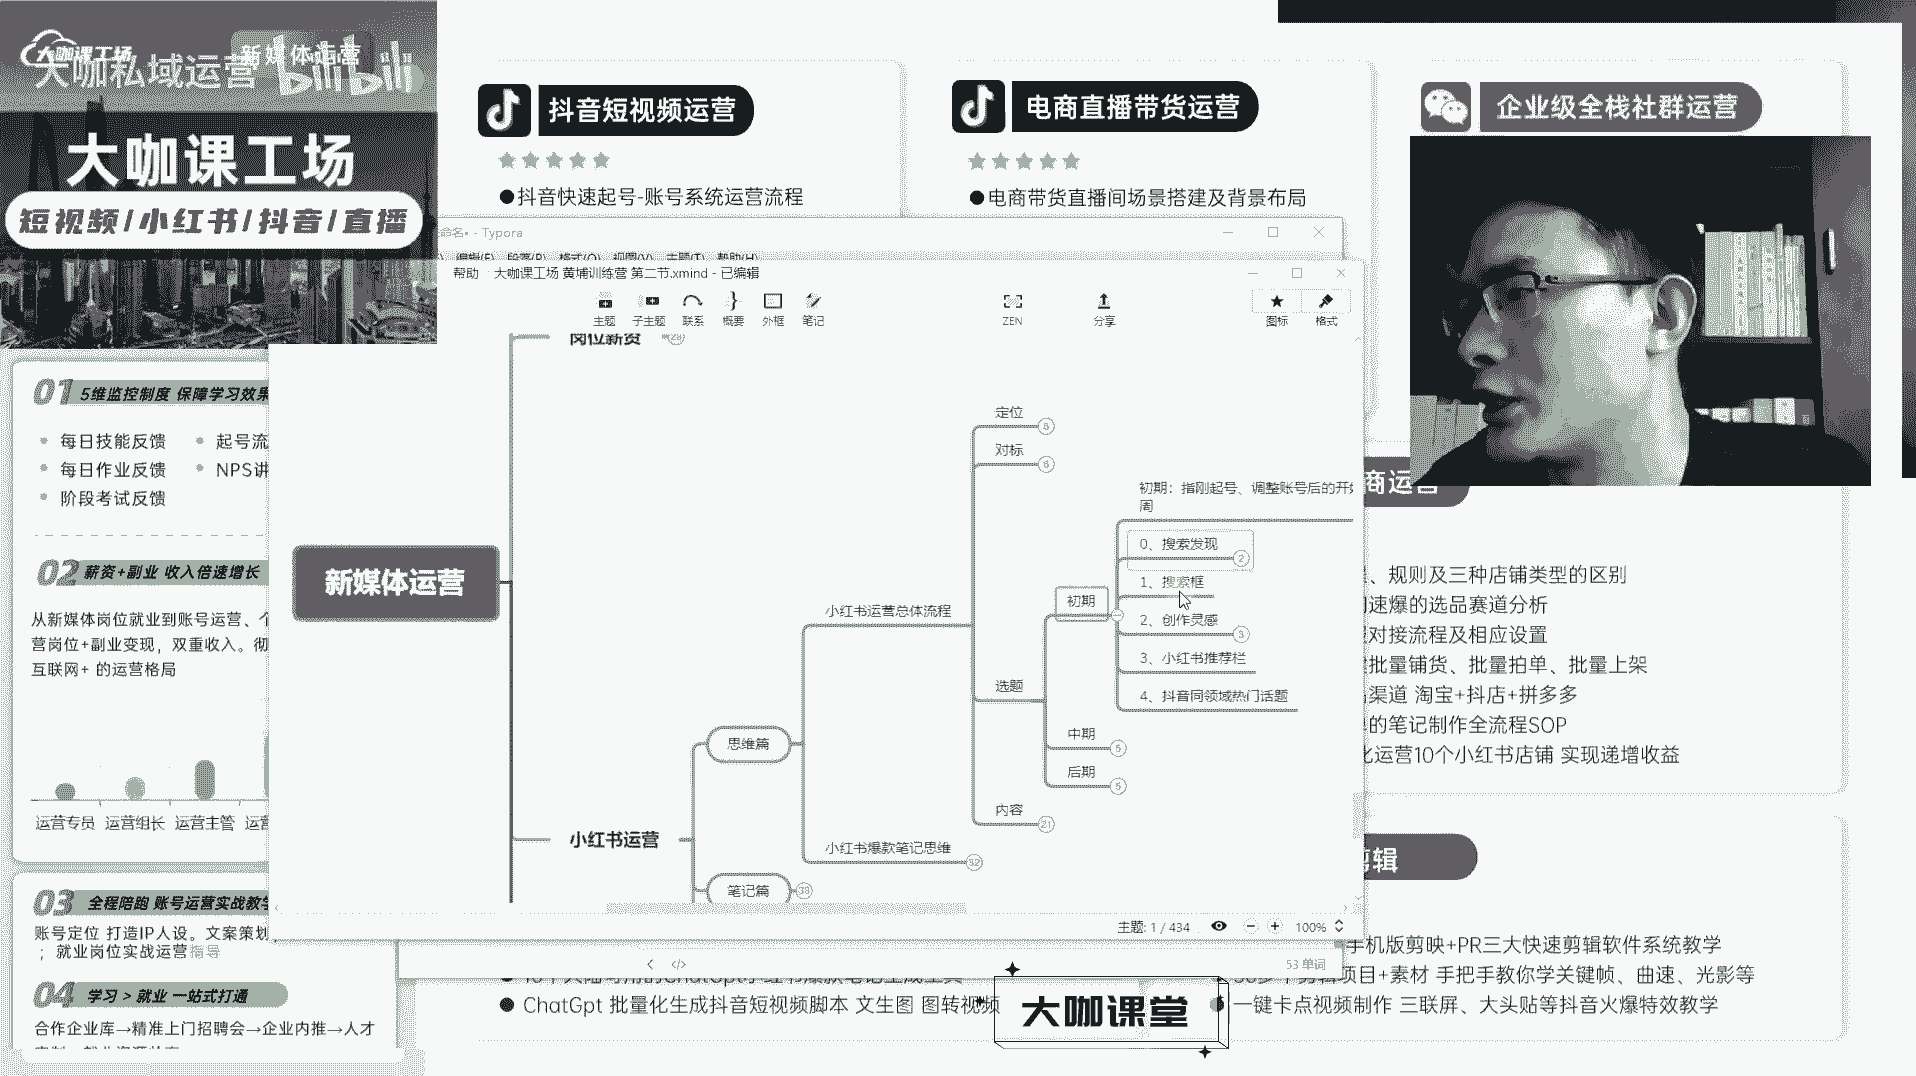 大咖课工场
新媒体运营
大咖私域运营
bilibili
大咖课工场
短视频/小红书/抖音/直播
抖音短视频运营
●抖音快速起号-账号系统运营流程
电商直播带货运营
●电商带货直播间场景搭建及背景布局
企业级全栈社群运营
01 5维监控制度 保障学习效果
每日技能反馈
起号流
每日作业反馈
NPS讲
阶段考试反馈
02 薪资+副业 收入倍速增长
从新媒体岗位就业到账号运营、个
营岗位+副业变现，双重收入。彻
互联网+ 的运营格局
运营专员 运营组长 运营主管 运营
03 全程陪跑 账号运营实战教学
账号定位 打造IP人设。文案策划
；就业岗位实战运营指导
04 学习 > 就业 一站式打通
合作企业库→精准上门招聘会→企业内推→人才
未命名• - Typora
编辑(E) 段落(P) 格式(O) 视图(V) 主题(T) 帮助(H)
帮助 大咖课工场 黄埔训练营 第二节.xmind - 已编辑
主题
子主题
联系
概要
外框
笔记
ZEN
分享
图标
格式
岗位薪资
新媒体运营
小红书运营
思维篇
笔记篇
33
小红书运营总体流程
小红书爆款笔记思维
32
定位
对标
选题
内容
21
初期
中期
5
后期
5
初期：指刚起号、调整账号后的开始
周
0、搜索发现
2
1、搜索框
2、创作灵感
3
3、小红书推荐栏
4、抖音同领域热门话题
主题: 1 / 434
100%
53 单词
商运营
、规则及三种店铺类型的区别
速爆的选品赛道分析
对接流程及相应设置
批量铺货、批量拍单、批量上架
渠道 淘宝+抖店+拼多多
的笔记制作全流程SOP
化运营10个小红书店铺 实现递增收益
剪辑
手机版剪映+PR三大快速剪辑软件系统教学
项目+素材 手把手教你学关键帧、曲速、光影等
一键卡点视频制作 三联屏、大头贴等抖音火爆特效教学
● ChatGpt 批量化生成抖音短视频脚本 文生图 图转视频
大咖课堂